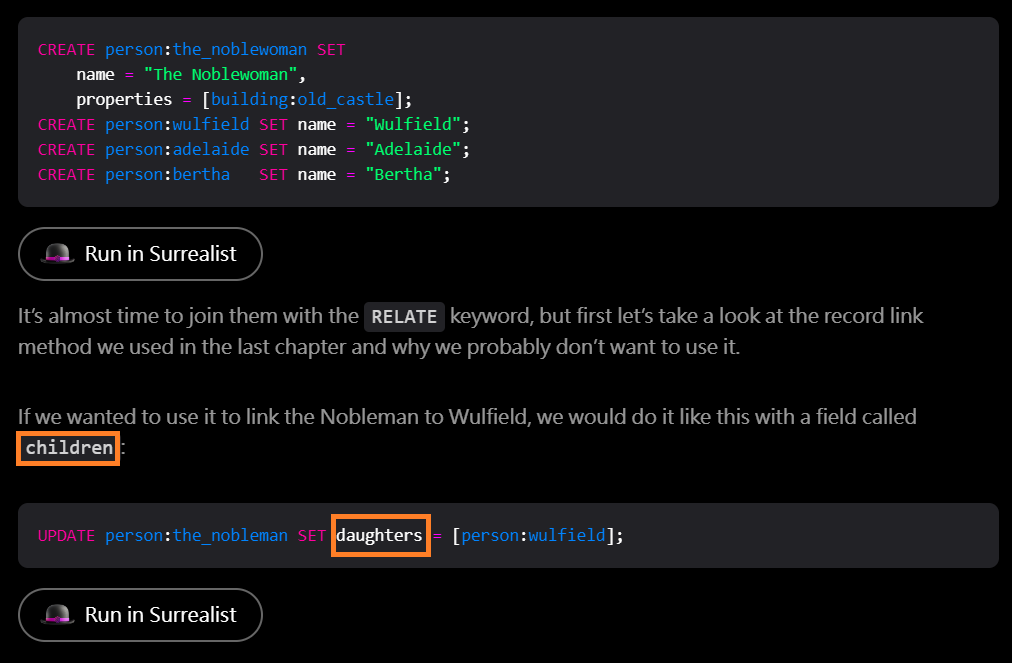 CREATE person:the_noblewoman SET
    name = "The Noblewoman",
    properties = [building:old_castle];
CREATE person:wulfield SET name = "Wulfield";
CREATE person:adelaide SET name = "Adelaide";
CREATE person:bertha   SET name = "Bertha";
Run in Surrealist
It’s almost time to join them with the RELATE keyword, but first let’s take a look at the record link
method we used in the last chapter and why we probably don’t want to use it.
If we wanted to use it to link the Nobleman to Wulfield, we would do it like this with a field called
children:
UPDATE person:the_nobleman SET daughters = [person:wulfield];
Run in Surrealist